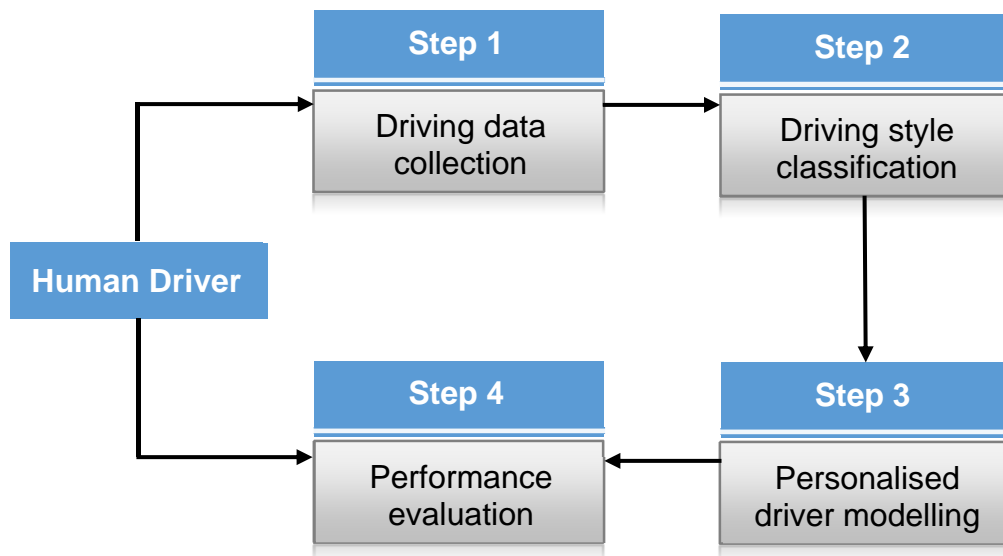 Step 1
Driving data
collection
Step 2
Driving style
classification
Human Driver
Step 4
Performance
evaluation
Step 3
Personalised
driver modelling